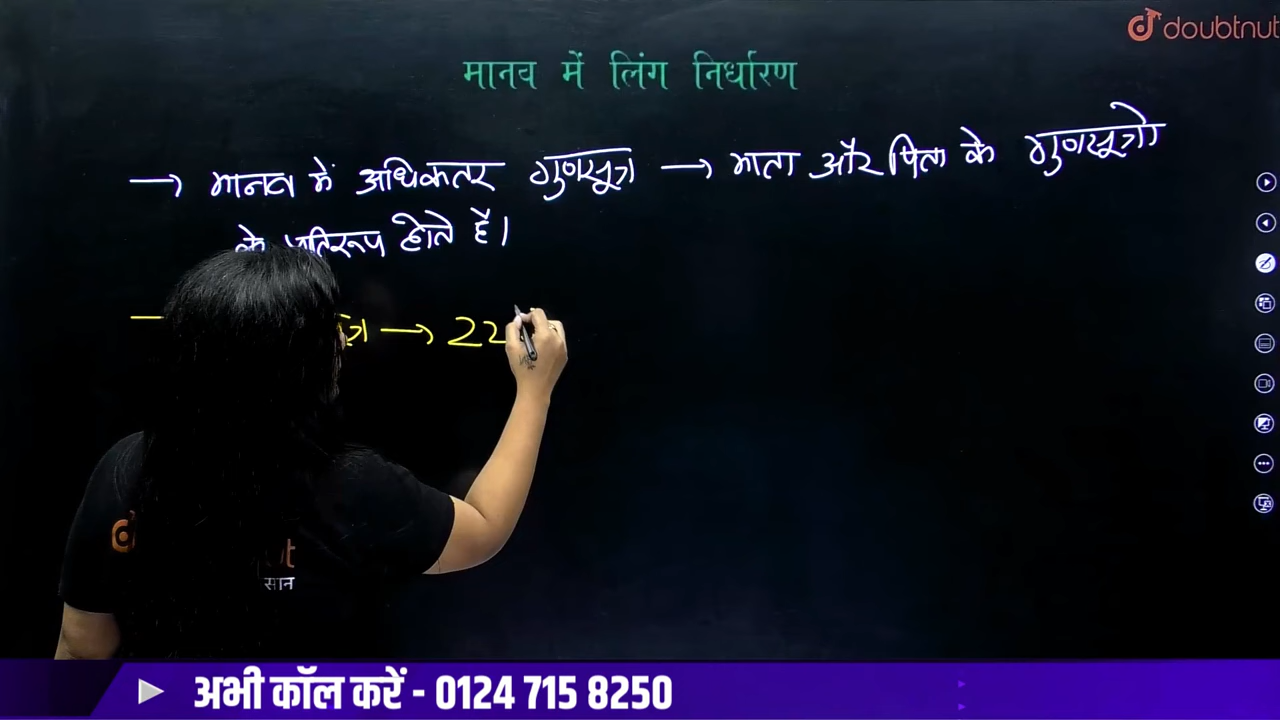 doubtnut
मानव में लिंग निर्धारण
→ मानव में अधिकतर गुणसूत्र → माता और पिता के गुणसूत्रो
के प्रतिरूप होते है।
→ 22
अभी कॉल करें - 0124 715 8250